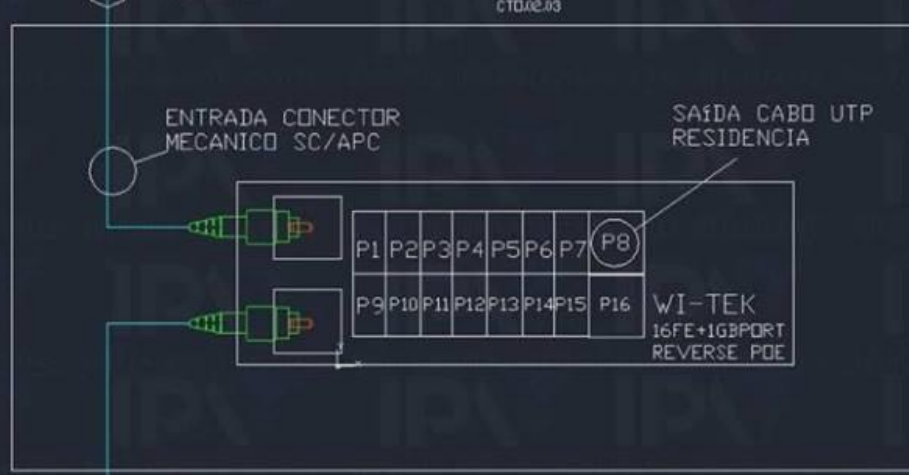 CTO.02.03
ENTRADA CONECTOR
MECANICO SC/APC
SAÍDA CABO UTP
RESIDENCIA
P1 P2 P3 P4 P5 P6 P7 P8
P9 P10 P11 P12 P13 P14 P15 P16
WI-TEK
16FE+1GBPORT
REVERSE POE